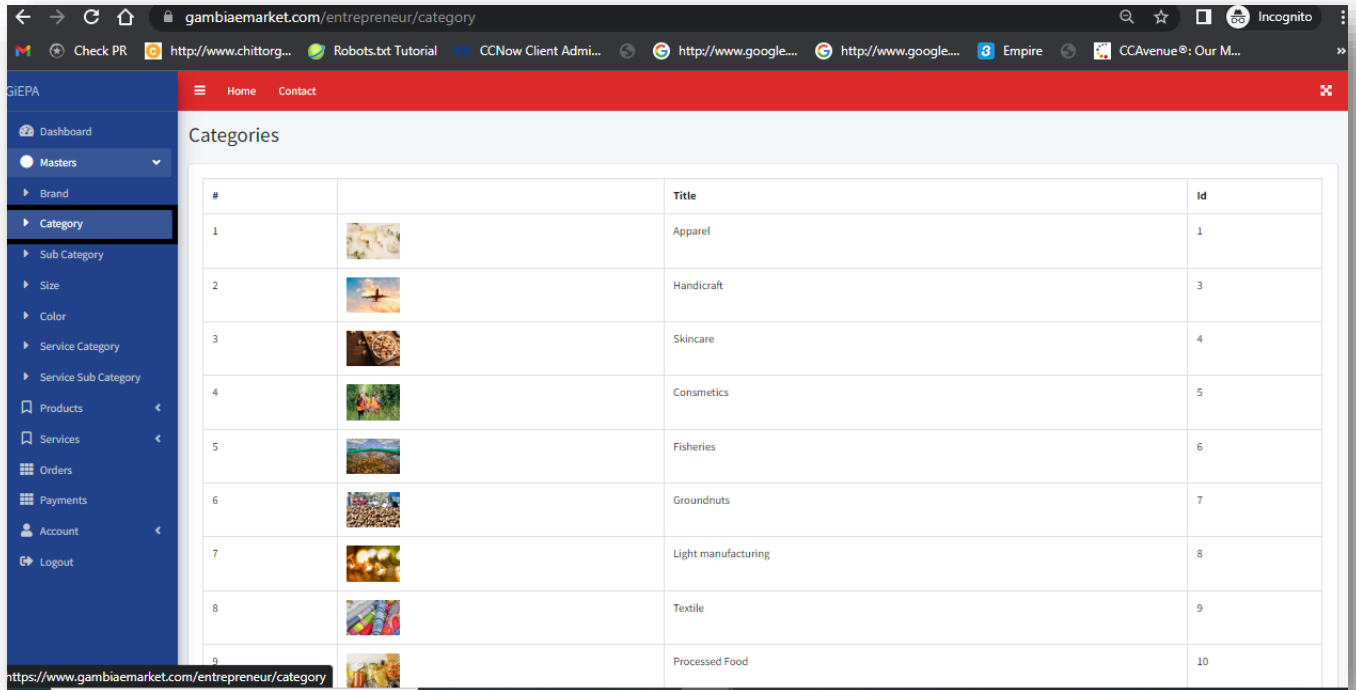 gambiaemarket.com/entrepreneur/category
Incognito
Check PR
http://www.chittorg...
Robots.txt Tutorial
CCNow Client Admi...
http://www.google....
http://www.google....
Empire
CCAvenue®: Our M...
»
GiEPA
Home Contact
Dashboard
Masters
Brand
Category
Sub Category
Size
Color
Service Category
Service Sub Category
Products
Services
Orders
Payments
Account
Logout
Categories
# Title Id
1 Apparel 1
2 Handicraft 3
3 Skincare 4
4 Consmetics 5
5 Fisheries 6
6 Groundnuts 7
7 Light manufacturing 8
8 Textile 9
9 Processed Food 10
https://www.gambiaemarket.com/entrepreneur/category